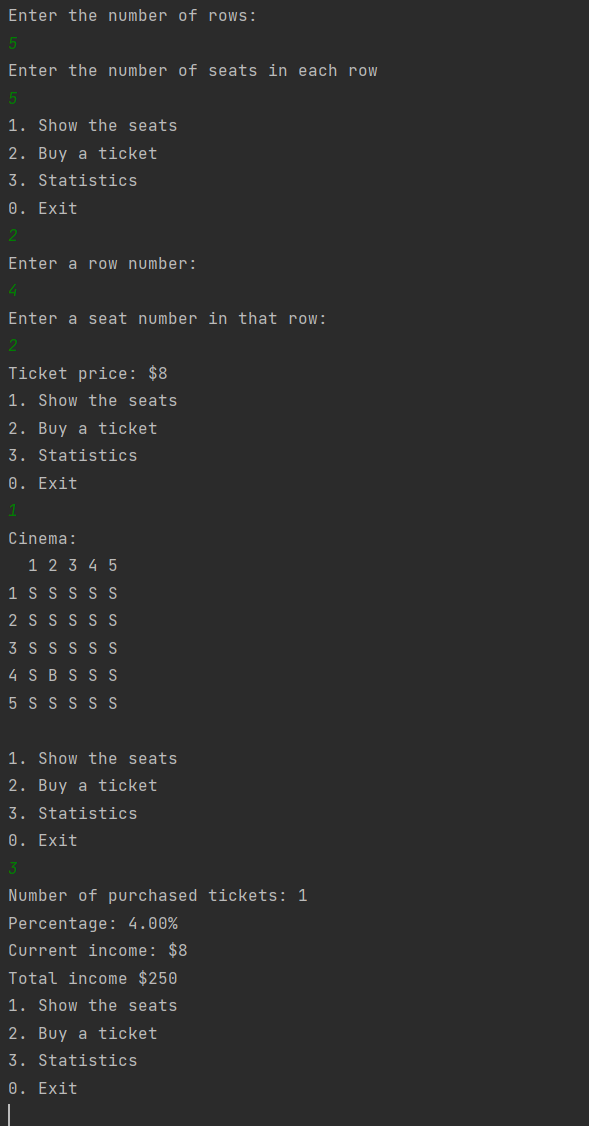 Enter the number of rows:
5
Enter the number of seats in each row
5
1. Show the seats
2. Buy a ticket
3. Statistics
0. Exit
2
Enter a row number:
4
Enter a seat number in that row:
2
Ticket price: $8
1. Show the seats
2. Buy a ticket
3. Statistics
0. Exit
1
Cinema:
  1 2 3 4 5
1 S S S S S
2 S S S S S
3 S S S S S
4 S B S S S
5 S S S S S

1. Show the seats
2. Buy a ticket
3. Statistics
0. Exit
3
Number of purchased tickets: 1
Percentage: 4.00%
Current income: $8
Total income $250
1. Show the seats
2. Buy a ticket
3. Statistics
0. Exit